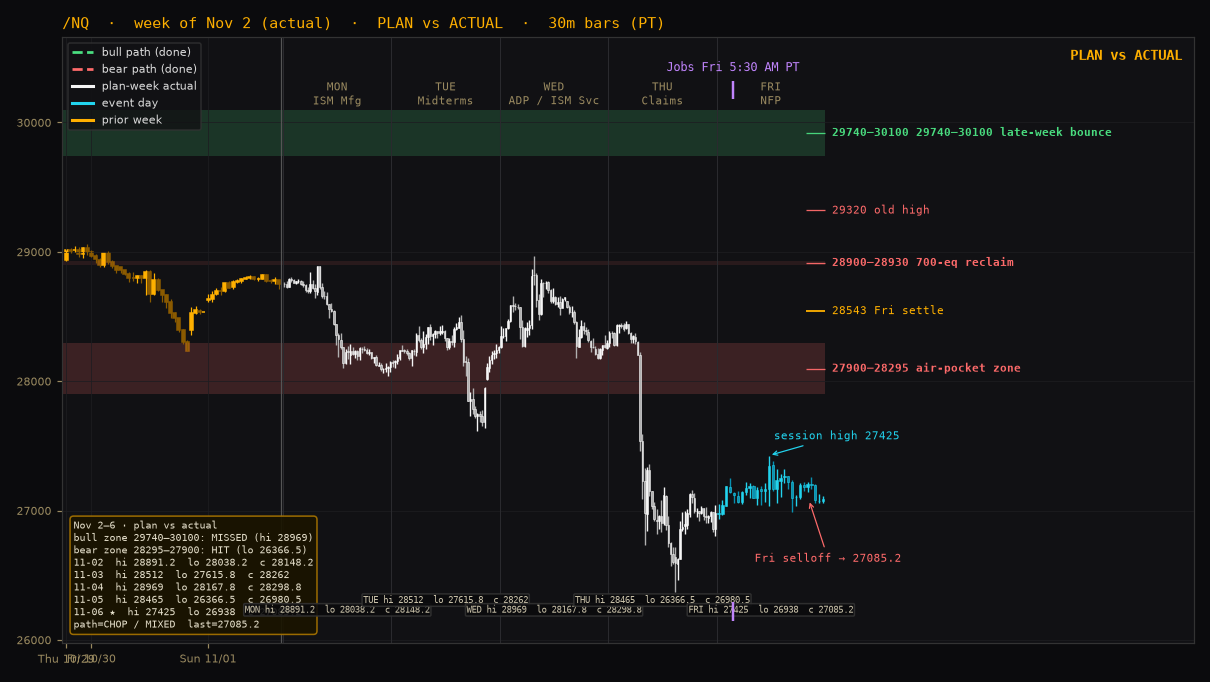 /NQ · week of Nov 2 (actual) · PLAN vs ACTUAL · 30m bars (PT)
PLAN vs ACTUAL
bull path (done)
bear path (done)
plan-week actual
event day
prior week
Jobs Fri 5:30 AM PT
MON
ISM Mfg
TUE
Midterms
WED
ADP / ISM Svc
THU
Claims
FRI
NFP
30000
29000
28000
27000
26000
29740–30100 29740–30100 late-week bounce
29320 old high
28900–28930 700-eq reclaim
28543 Fri settle
27900–28295 air-pocket zone
session high 27425
Fri selloff → 27085.2
Nov 2–6 · plan vs actual
bull zone 29740–30100: MISSED (hi 28969)
bear zone 28295–27900: HIT (lo 26366.5)
11-02 hi 28891.2 lo 28038.2 c 28148.2
11-03 hi 28512 lo 27615.8 c 28262
11-04 hi 28969 lo 28167.8 c 28298.8
11-05 hi 28465 lo 26366.5 c 26980.5
11-06 ★ hi 27425 lo 26938
path=CHOP / MIXED last=27085.2
MON hi 28891.2 lo 28038.2 c 28148.2
TUE hi 28512 lo 27615.8 c 28262
WED hi 28969 lo 28167.8 c 28298.8
THU hi 28465 lo 26366.5 c 26980.5
FRI hi 27425 lo 26938 c 27085.2
Thu 10/29
Fri 10/30
Sun 11/01